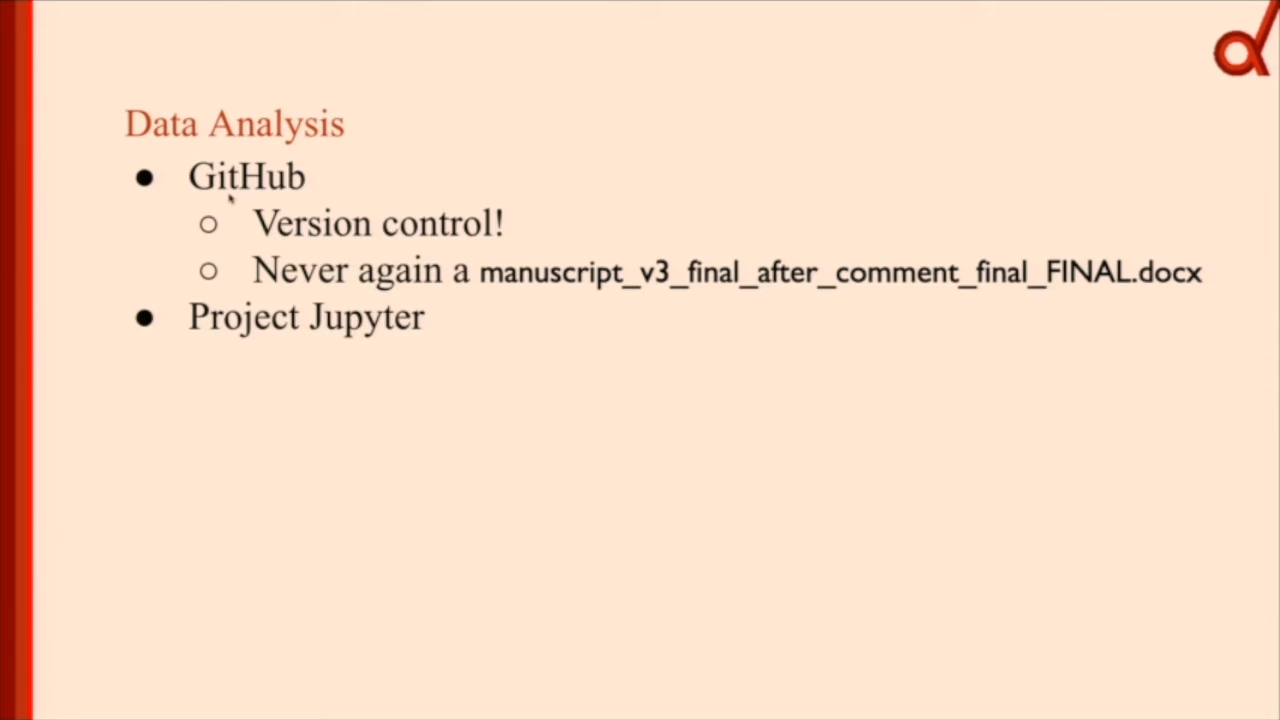 Data Analysis
● GitHub
○ Version control!
○ Never again a manuscript_v3_final_after_comment_final_FINAL.docx
● Project Jupyter